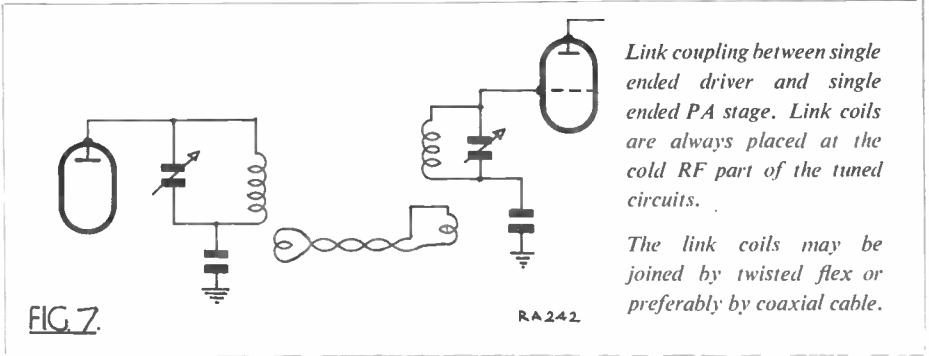 Link coupling between single
ended driver and single
ended PA stage. Link coils
are always placed at the
cold RF part of the tuned
circuits.
The link coils may be
joined by twisted flex or
preferably by coaxial cable.
FIG. 7.
RA242